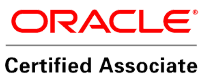 ORACLE®
Certified Associate